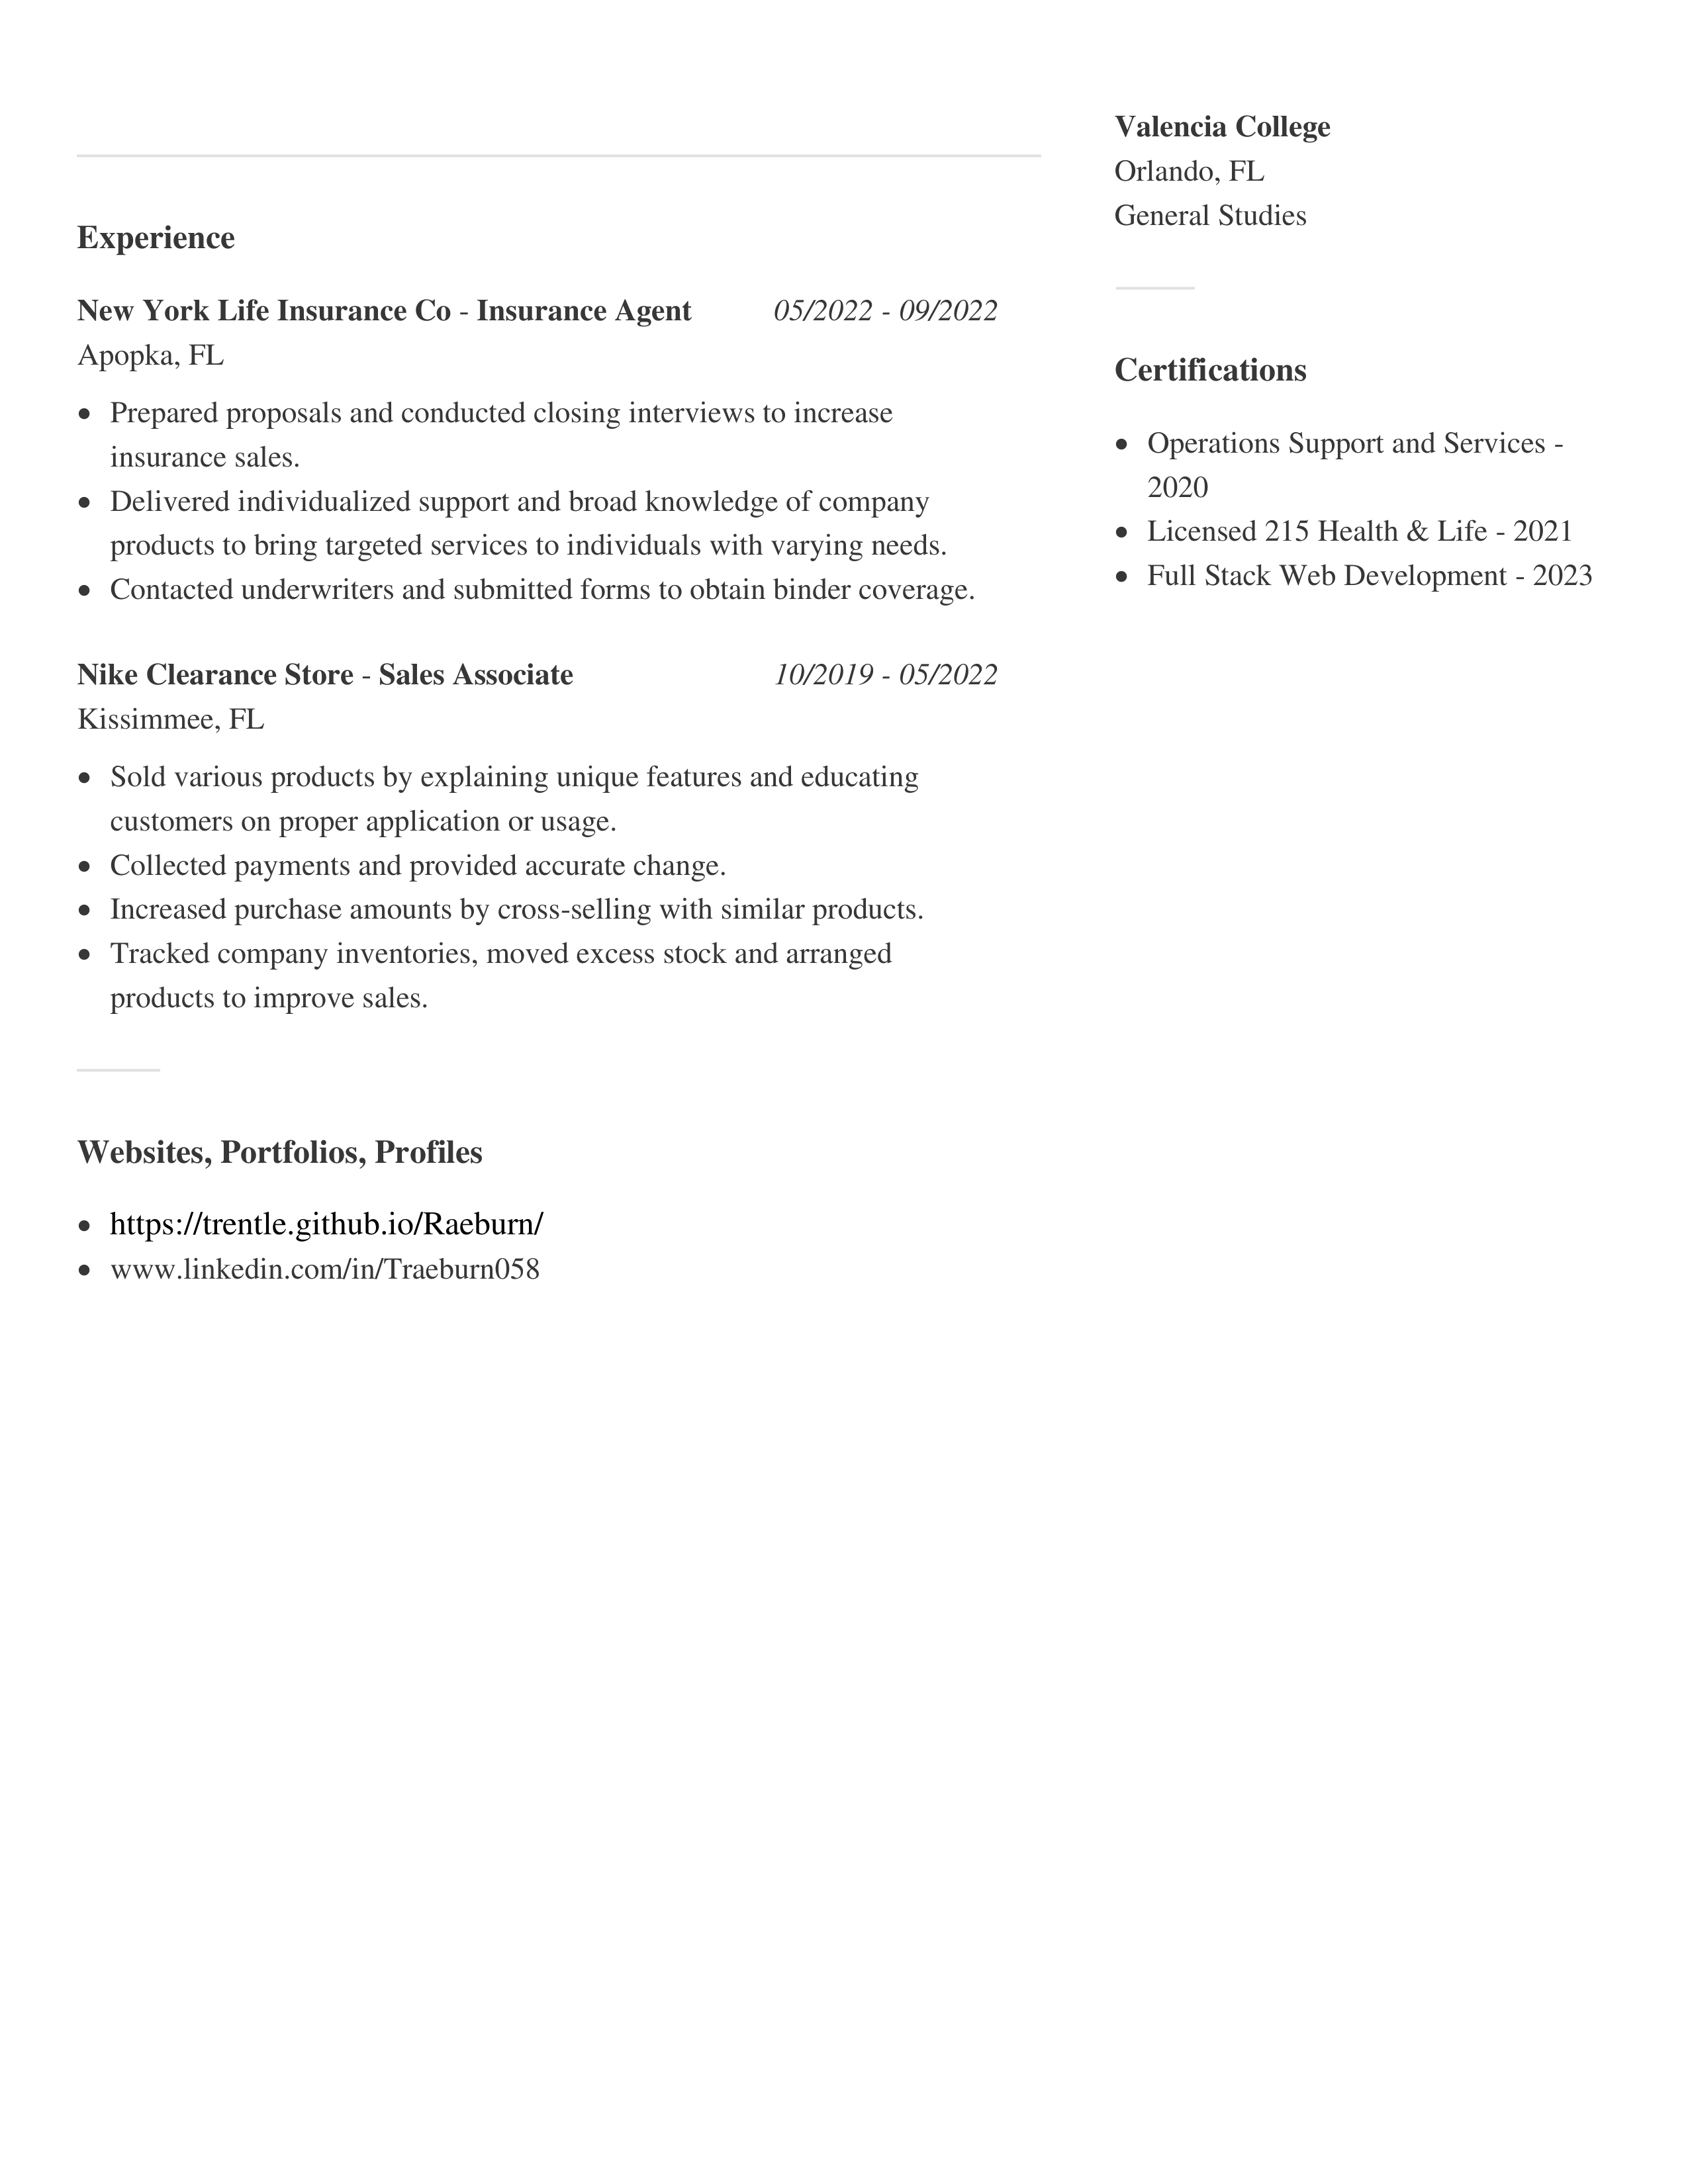 Experience
New York Life Insurance Co - Insurance Agent 05/2022 - 09/2022
Apopka, FL
• Prepared proposals and conducted closing interviews to increase
insurance sales.
• Delivered individualized support and broad knowledge of company
products to bring targeted services to individuals with varying needs.
• Contacted underwriters and submitted forms to obtain binder coverage.
Nike Clearance Store - Sales Associate 10/2019 - 05/2022
Kissimmee, FL
• Sold various products by explaining unique features and educating
customers on proper application or usage.
• Collected payments and provided accurate change.
• Increased purchase amounts by cross-selling with similar products.
• Tracked company inventories, moved excess stock and arranged
products to improve sales.
Websites, Portfolios, Profiles
• https://trentle.github.io/Raeburn/
• www.linkedin.com/in/Traeburn058
Valencia College
Orlando, FL
General Studies
Certifications
• Operations Support and Services -
2020
• Licensed 215 Health & Life - 2021
• Full Stack Web Development - 2023